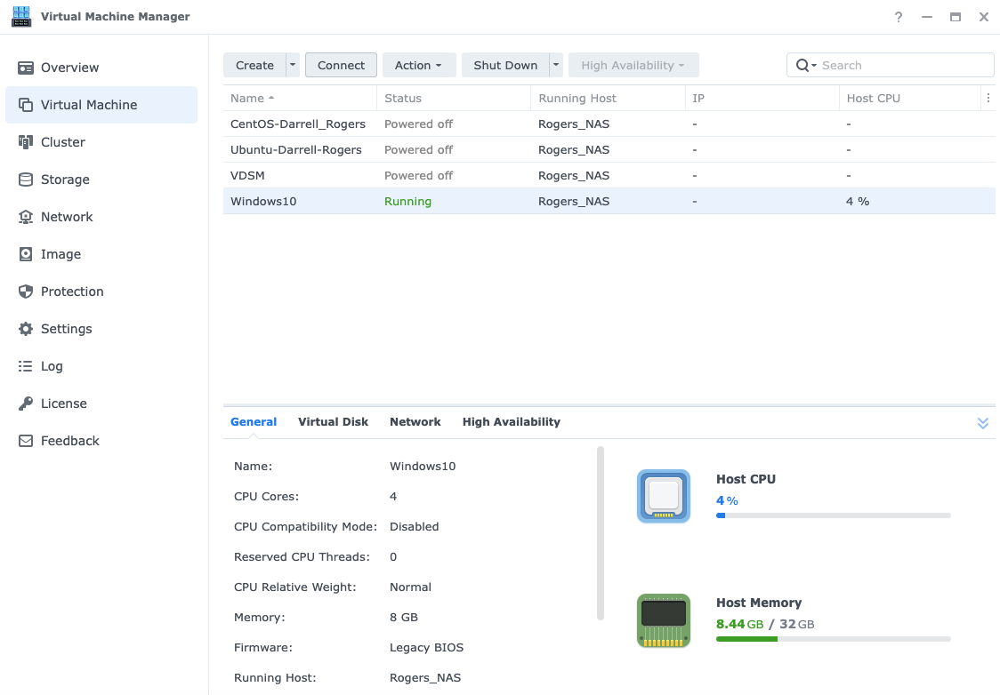 Virtual Machine Manager
?
Overview
Virtual Machine
Cluster
Storage
Network
Image
Protection
Settings
Log
License
Feedback
Create Connect Action Shut Down High Availability Search
Name Status Running Host IP Host CPU
CentOS-Darrell_Rogers Powered off Rogers_NAS - -
Ubuntu-Darrell-Rogers Powered off Rogers_NAS - -
VDSM Powered off Rogers_NAS - -
Windows10 Running Rogers_NAS - 4 %
General Virtual Disk Network High Availability
Name: Windows10
CPU Cores: 4
CPU Compatibility Mode: Disabled
Reserved CPU Threads: 0
CPU Relative Weight: Normal
Memory: 8 GB
Firmware: Legacy BIOS
Running Host: Rogers_NAS
Host CPU
4 %
Host Memory
8.44 GB / 32 GB